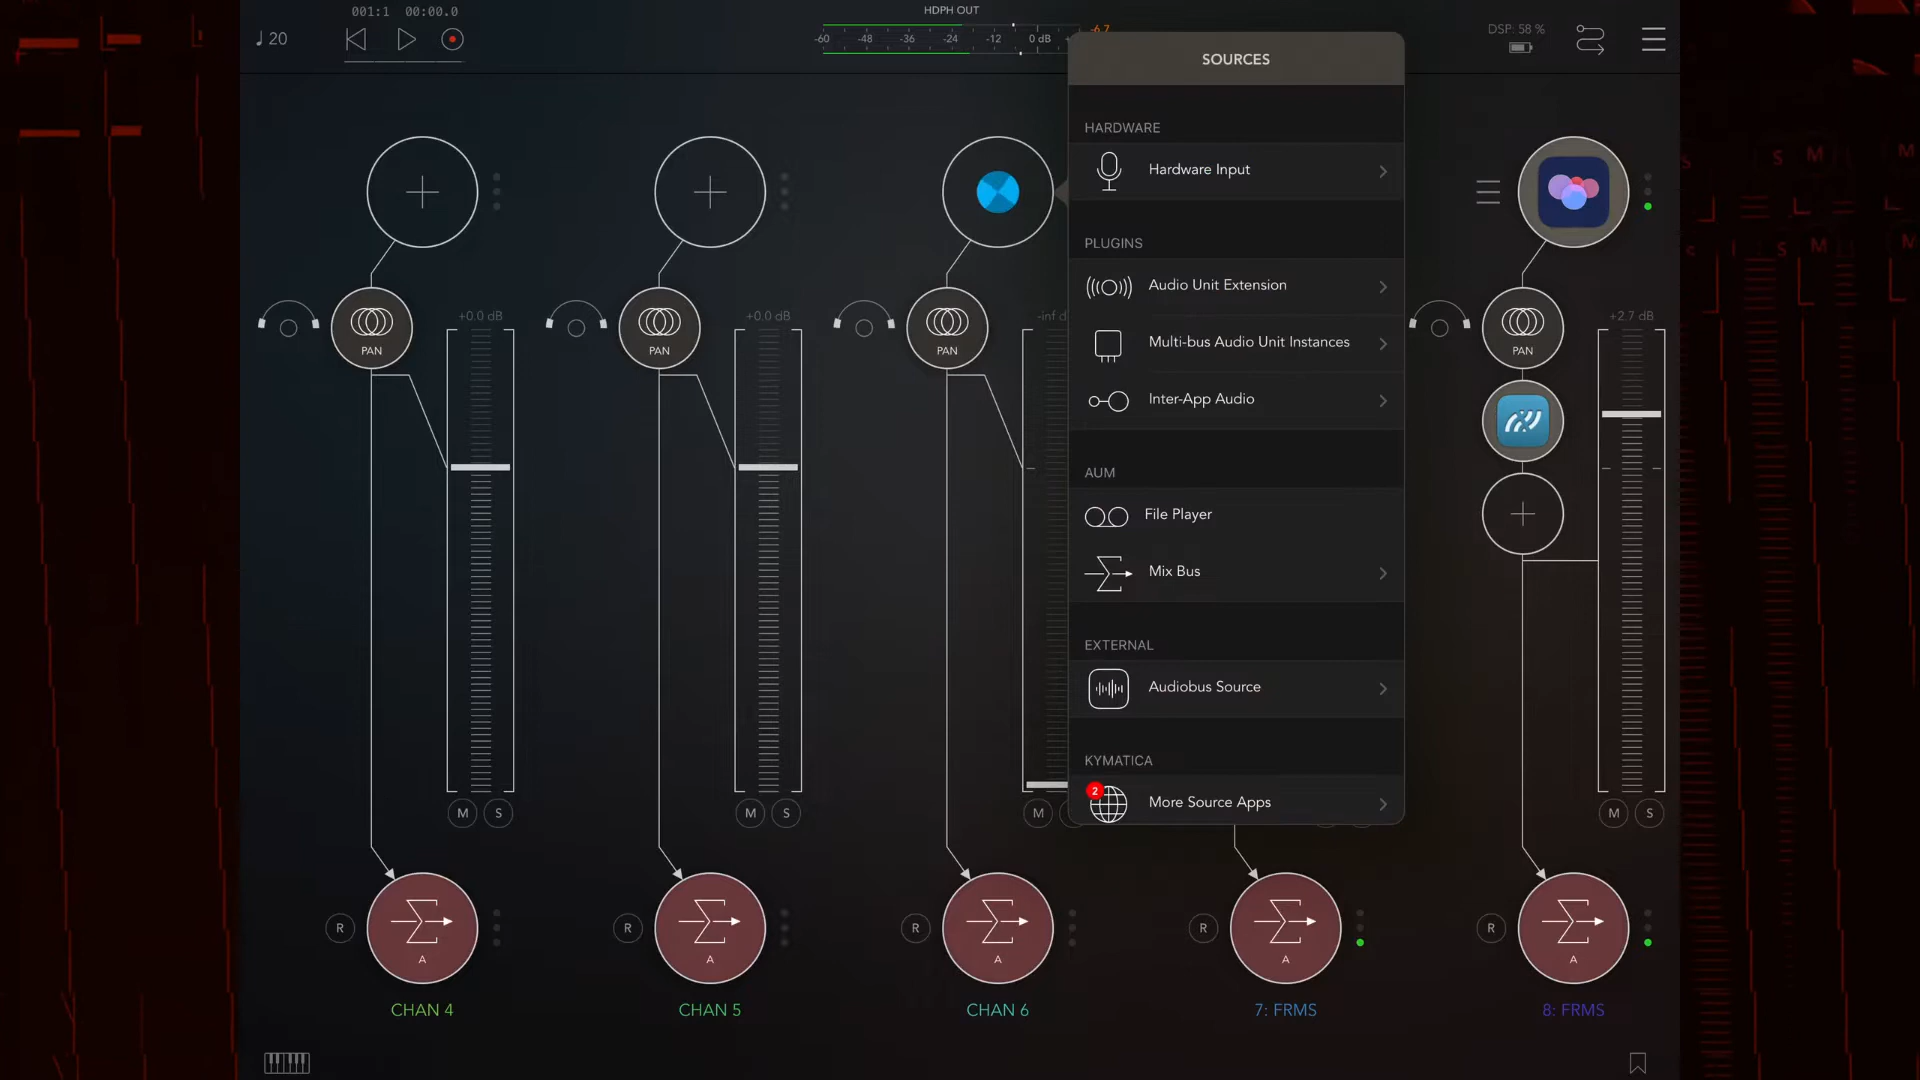 HDPH OUT
001:1 00:00.0
20
-60 -48 -36 -24 -12 0 dB
-6.7
DSP: 58 %
SOURCES
HARDWARE
Hardware Input
PLUGINS
Audio Unit Extension
Multi-bus Audio Unit Instances
Inter-App Audio
AUM
File Player
Mix Bus
EXTERNAL
Audiobus Source
KYMATICA
2
More Source Apps
+0.0 dB
+0.0 dB
-inf d
+2.7 dB
PAN
PAN
PAN
PAN
M S
M S
M
M S
R
R
R
R
R
A
A
A
A
A
CHAN 4
CHAN 5
CHAN 6
7: FRMS
8: FRMS